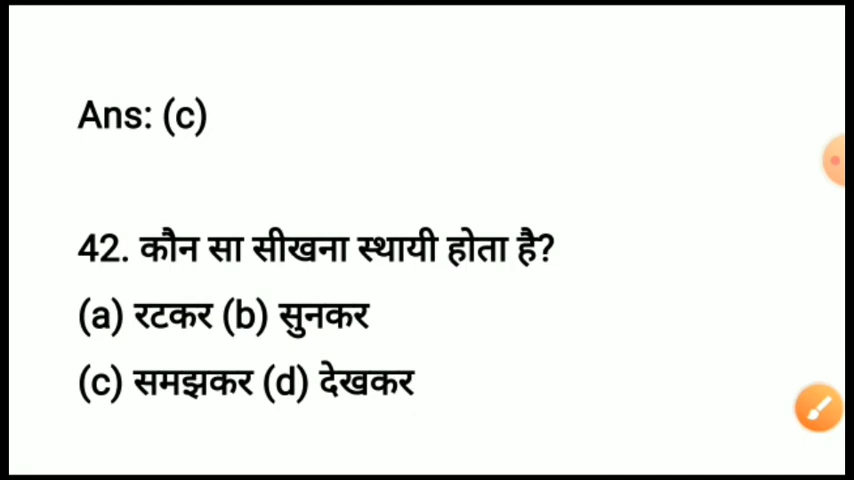 Ans: (c)
42. कौन सा सीखना स्थायी होता है?
(a) रटकर (b) सुनकर
(c) समझकर (d) देखकर